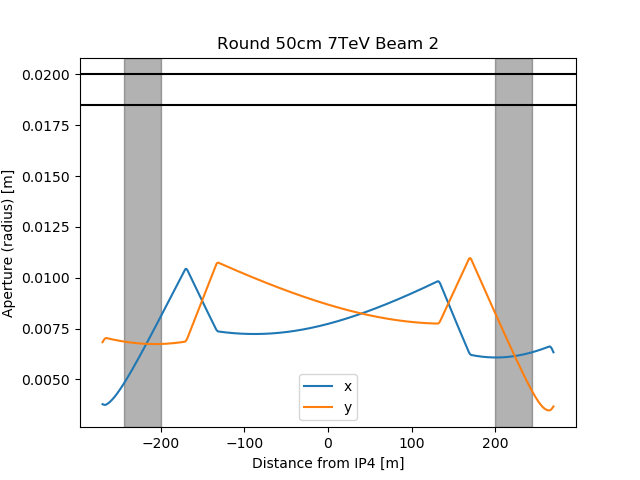 Round 50cm 7TeV Beam 2
Aperture (radius) [m]
0.0200
0.0175
0.0150
0.0125
0.0100
0.0075
0.0050
x
y
−200
−100
0
100
200
Distance from IP4 [m]